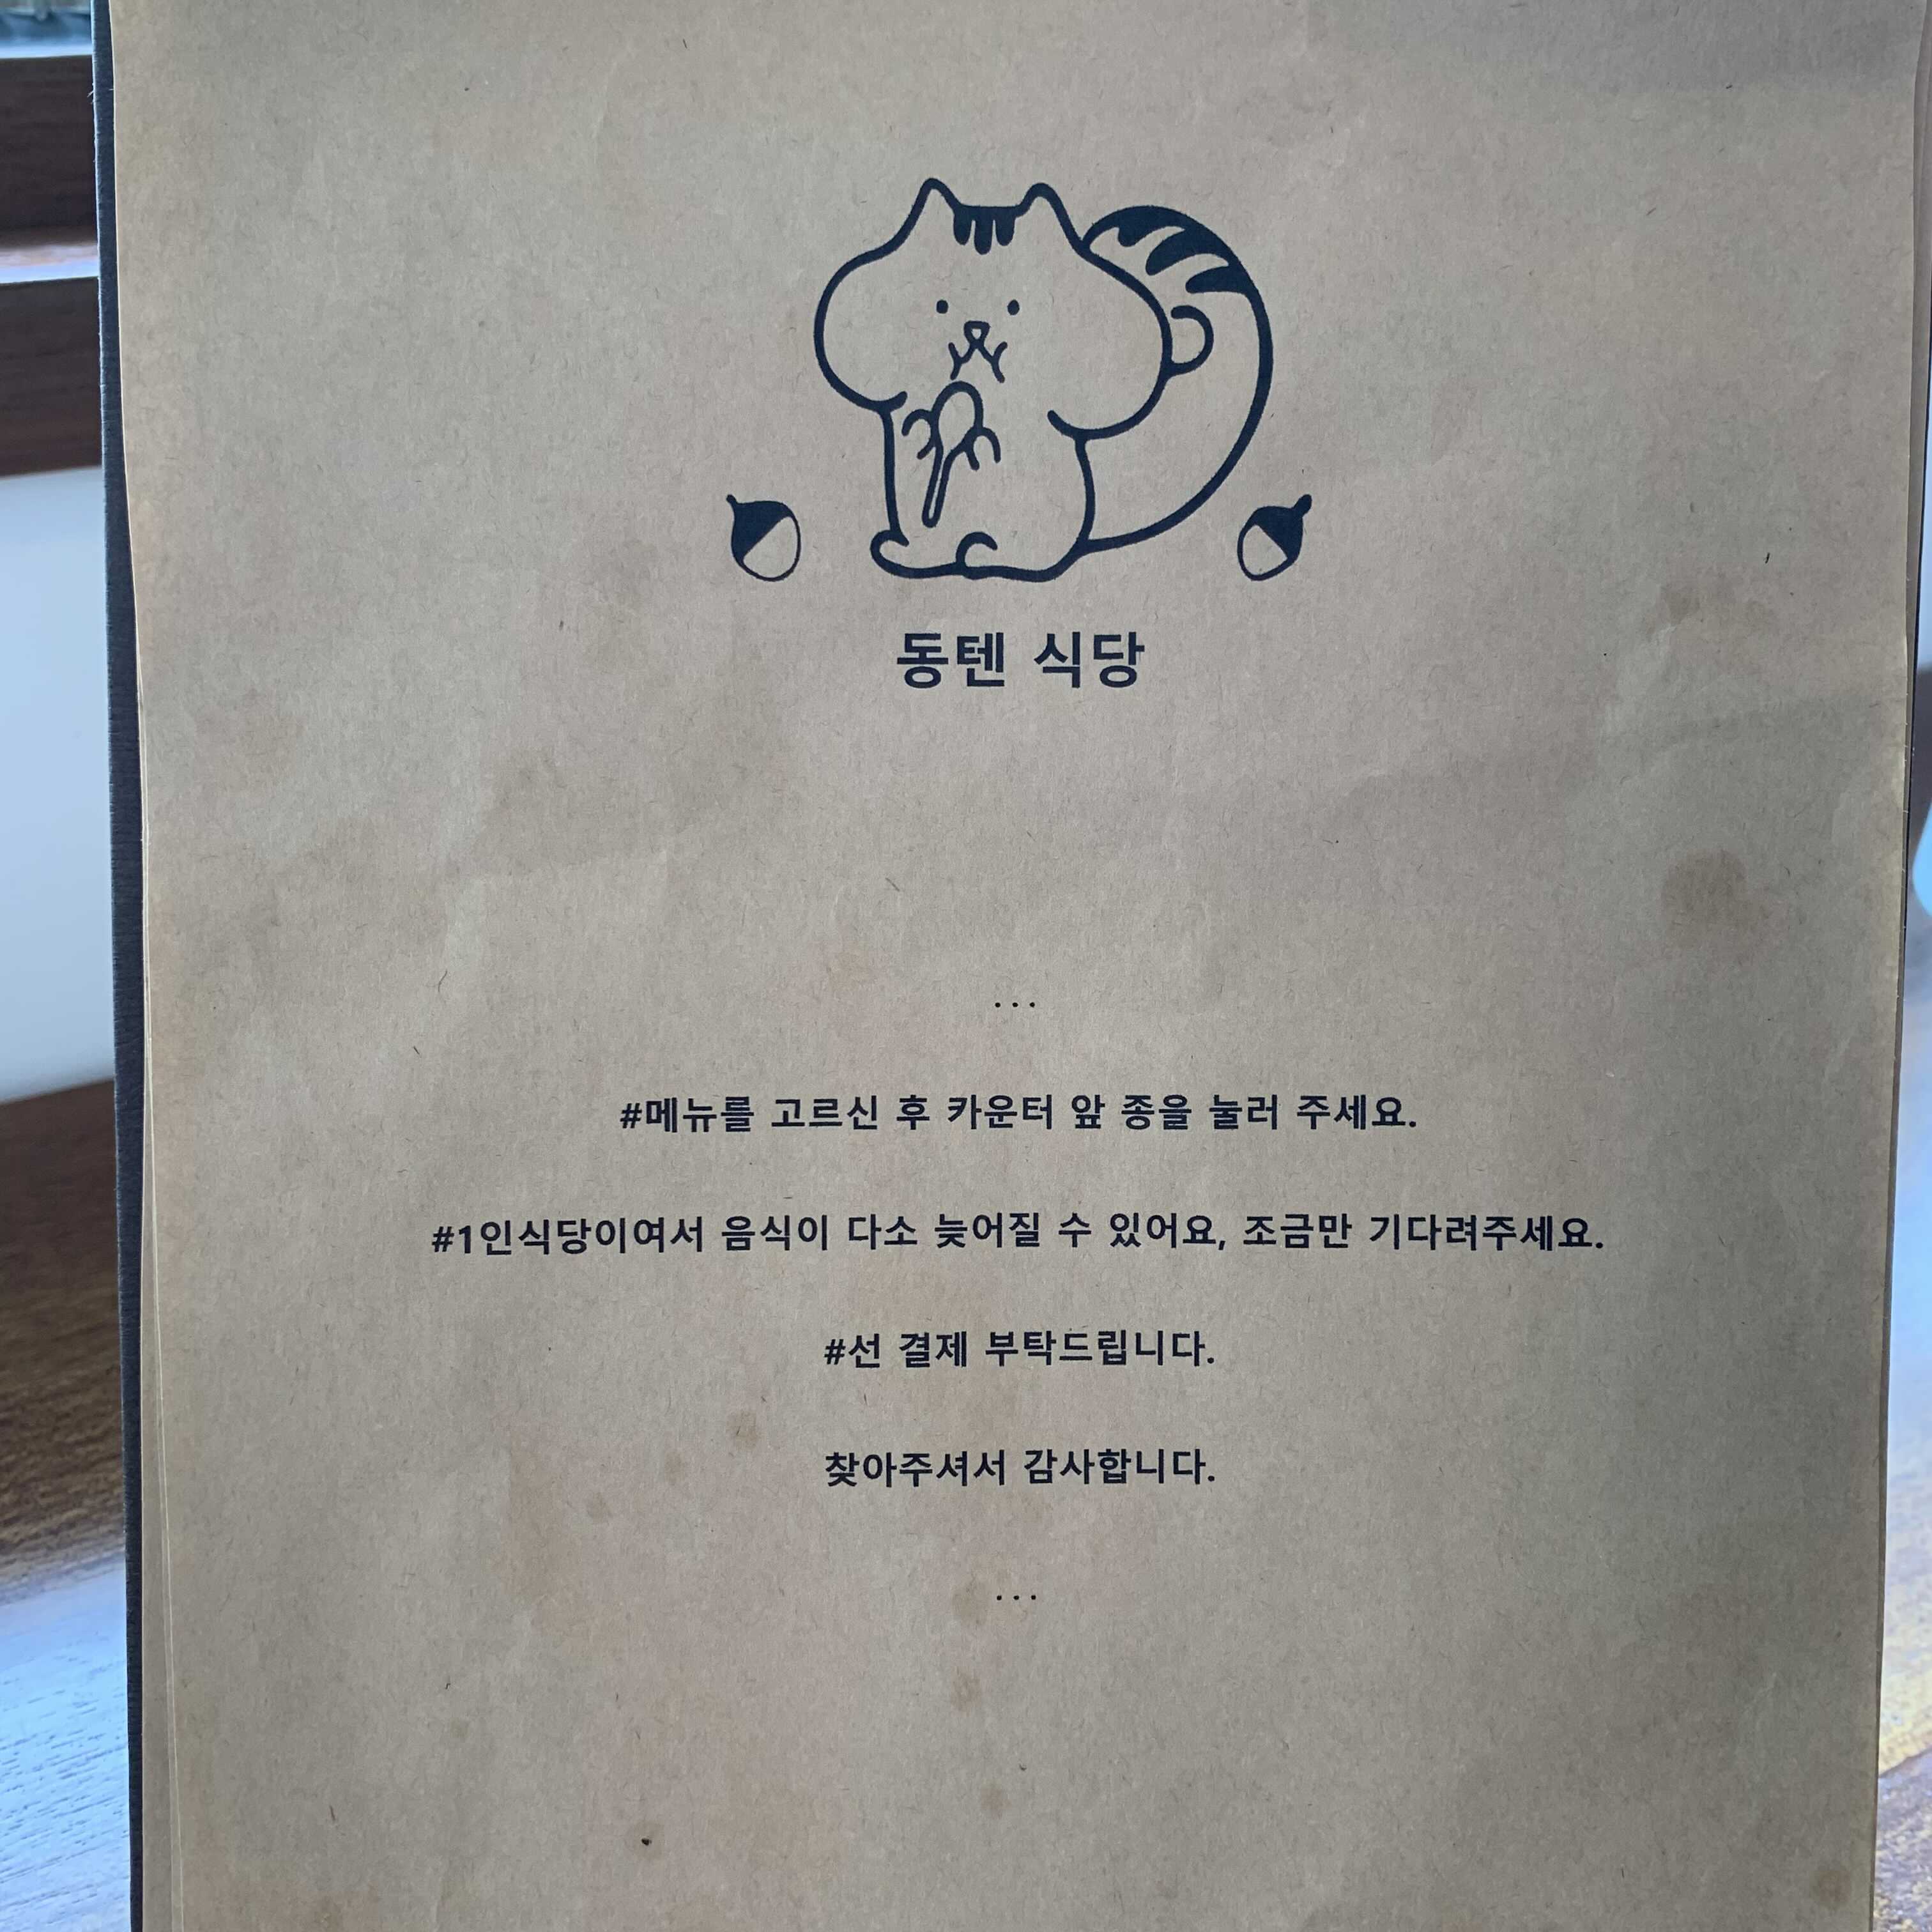 동텐 식당
...
#메뉴를 고르신 후 카운터 앞 종을 눌러 주세요.
#1인식당이여서 음식이 다소 늦어질 수 있어요, 조금만 기다려주세요.
#선 결제 부탁드립니다.
찾아주셔서 감사합니다.
...